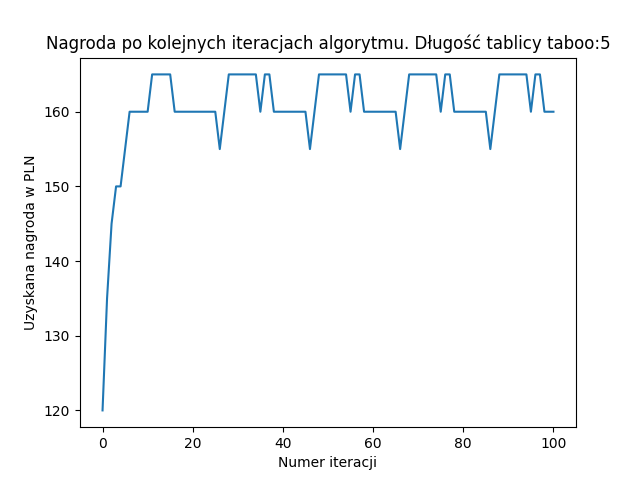 Nagroda po kolejnych iteracjach algorytmu. Długość tablicy taboo:5
Uzyskana nagroda w PLN
160
150
140
130
120
0 20 40 60 80 100
Numer iteracji